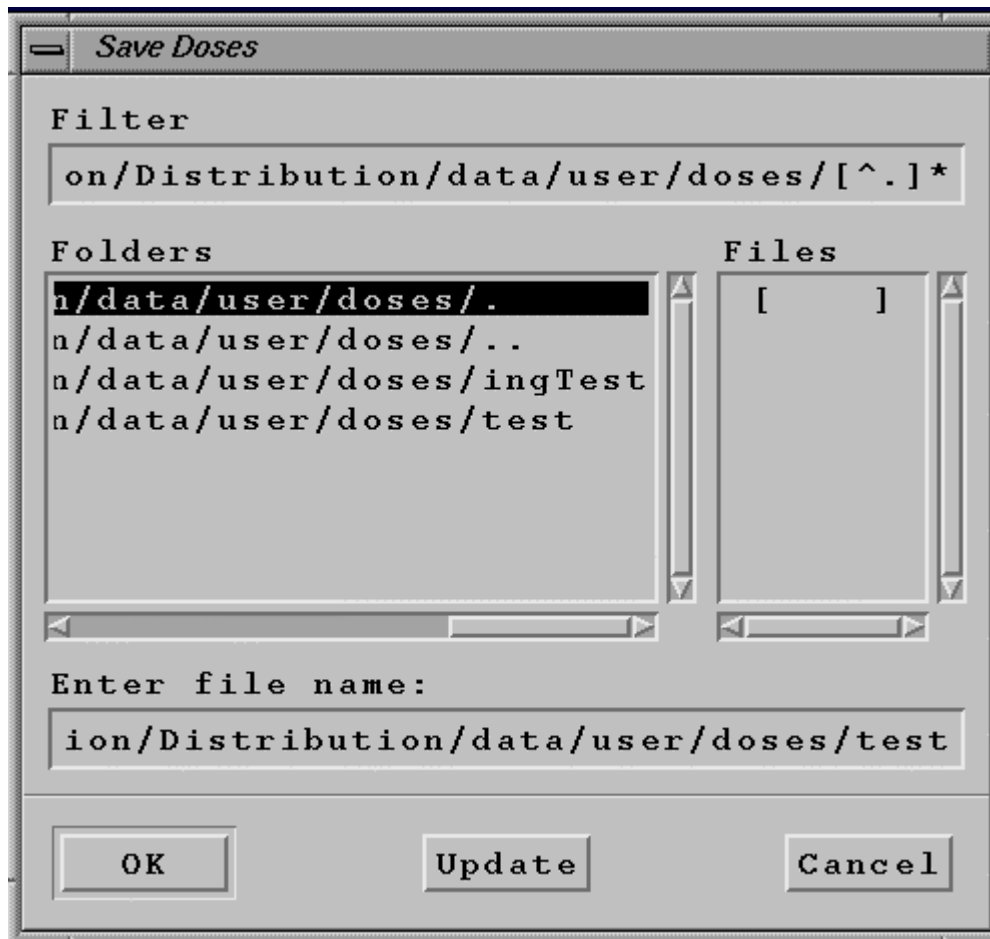 Save Doses
Filter
on/Distribution/data/user/doses/[^.]*
Folders
Files
n/data/user/doses/.
[ ]
n/data/user/doses/..
n/data/user/doses/ingTest
n/data/user/doses/test
Enter file name:
ion/Distribution/data/user/doses/test
OK
Update
Cancel